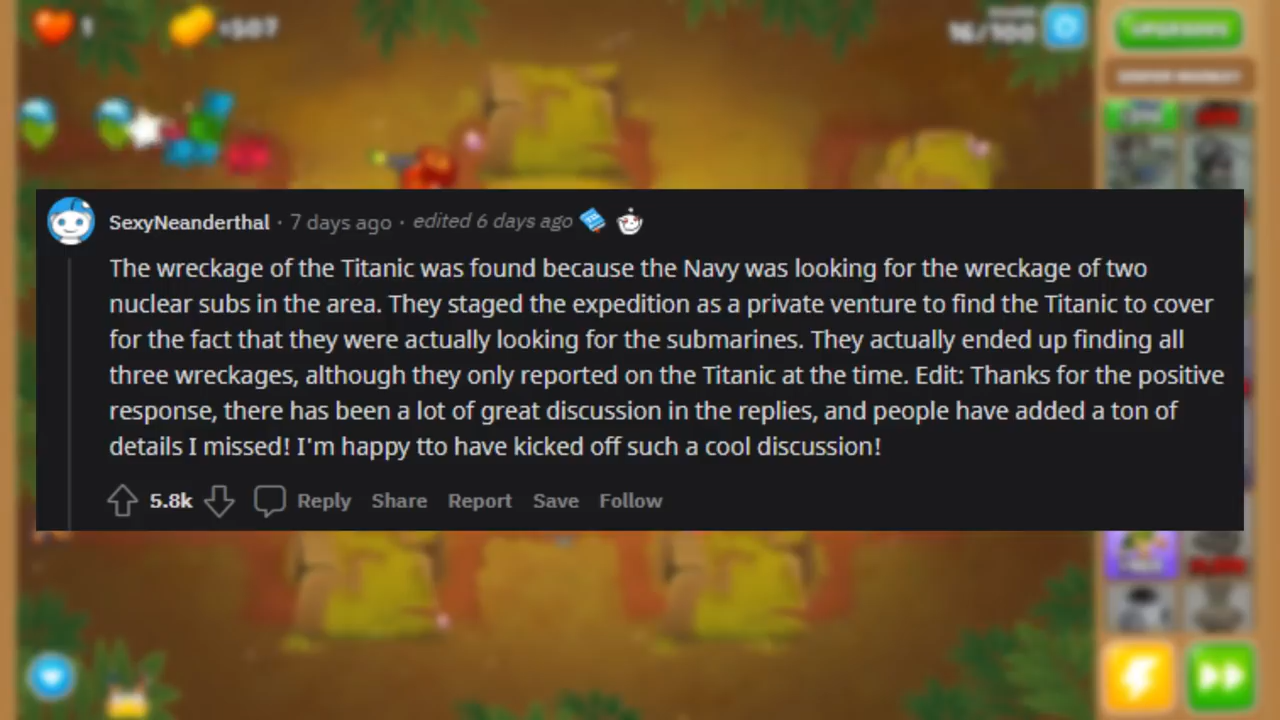 1
16/100
SexyNeanderthal · 7 days ago · edited 6 days ago
The wreckage of the Titanic was found because the Navy was looking for the wreckage of two
nuclear subs in the area. They staged the expedition as a private venture to find the Titanic to cover
for the fact that they were actually looking for the submarines. They actually ended up finding all
three wreckages, although they only reported on the Titanic at the time. Edit: Thanks for the positive
response, there has been a lot of great discussion in the replies, and people have added a ton of
details I missed! I'm happy tto have kicked off such a cool discussion!
5.8k Reply Share Report Save Follow